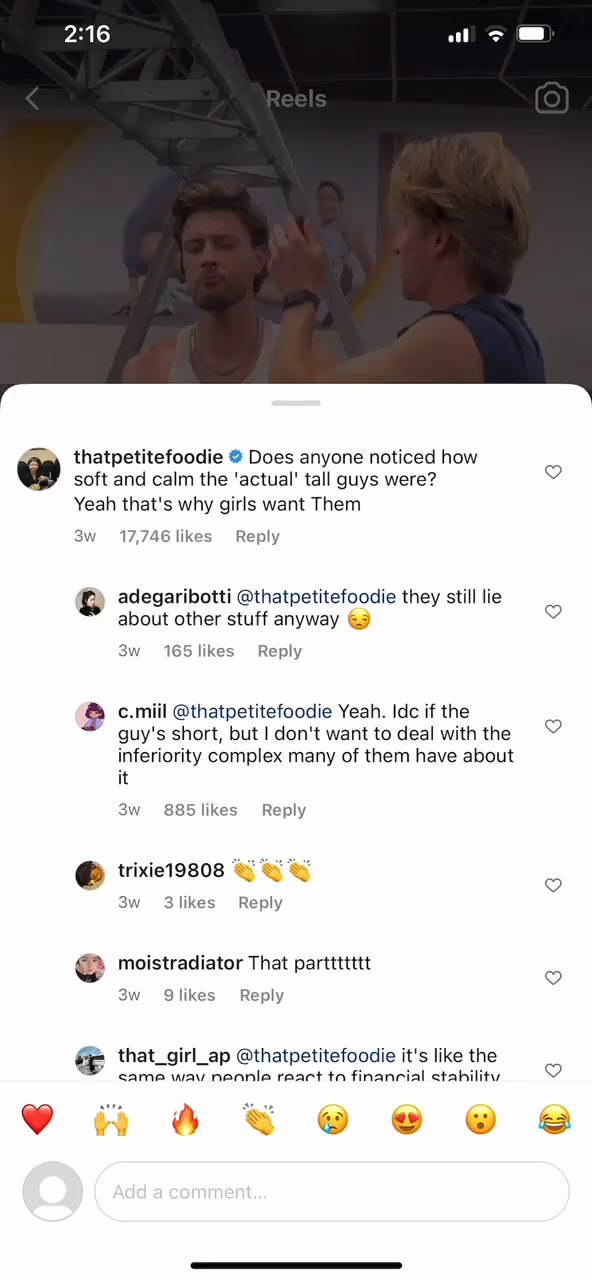 2:16
Reels
thatpetitefoodie Does anyone noticed how
soft and calm the 'actual' tall guys were?
Yeah that's why girls want Them
3w 17,746 likes Reply
adegaribotti @thatpetitefoodie they still lie
about other stuff anyway 😒
3w 165 likes Reply
c.miil @thatpetitefoodie Yeah. Idc if the
guy's short, but I don't want to deal with the
inferiority complex many of them have about
it
3w 885 likes Reply
trixie19808 👏👏👏
3w 3 likes Reply
moistradiator That parttttttt
3w 9 likes Reply
that_girl_ap @thatpetitefoodie it's like the
same way people react to financial stability
❤️ 🙌 🔥 👏 😢 😍 😮 😂
Add a comment...